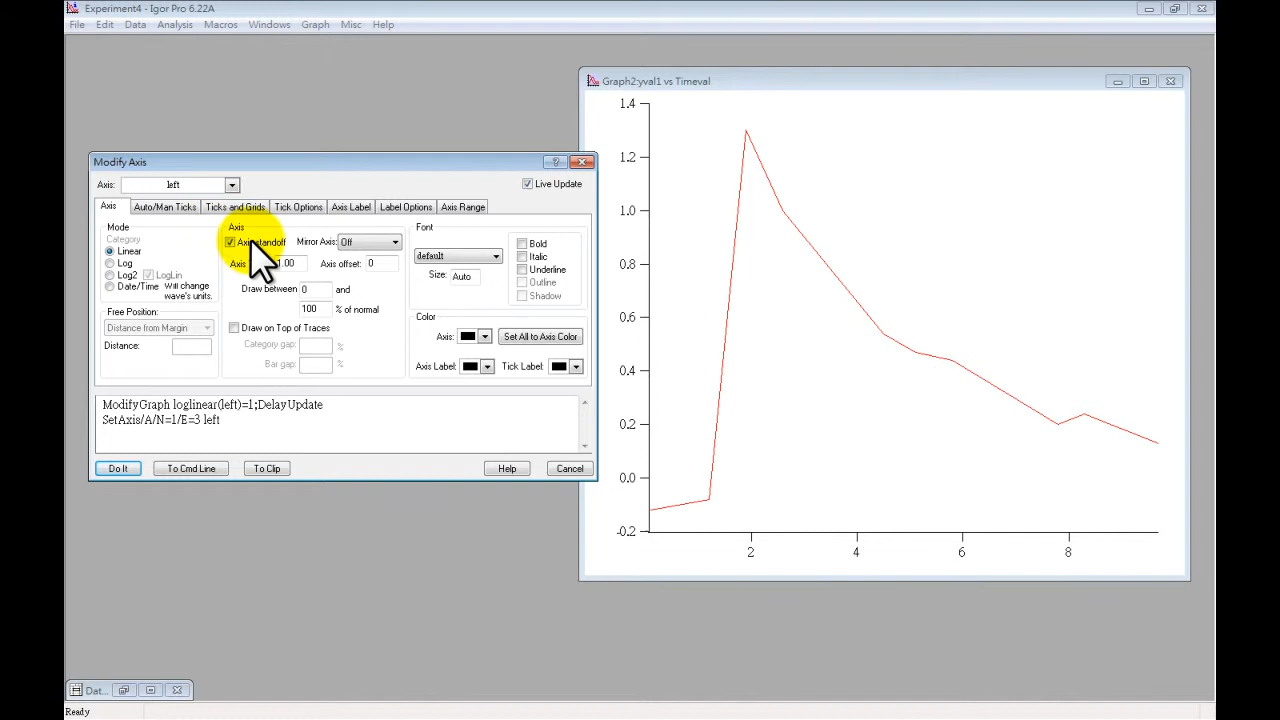 Experiment4 - Igor Pro 6.22A
File Edit Data Analysis Macros Windows Graph Misc Help
Graph2:yval1 vs Timeval
1.4
1.2
1.0
0.8
0.6
0.4
0.2
0.0
-0.2
2 4 6 8
Modify Axis
Axis: left
Live Update
Axis Auto/Man Ticks Ticks and Grids Tick Options Axis Label Label Options Axis Range
Mode
Category
Linear
Log
Log2 LogLin
Date/Time Will change wave's units.
Free Position:
Distance from Margin
Distance:
Axis
Axis standoff Mirror Axis: Off
Axis 1.00 Axis offset: 0
Draw between 0 and
100 % of normal
Draw on Top of Traces
Category gap: %
Bar gap: %
Font
default
Size: Auto
Bold
Italic
Underline
Outline
Shadow
Color
Axis: Set All to Axis Color
Axis Label: Tick Label:
ModifyGraph loglinear(left)=1;DelayUpdate
SetAxis/A/N=1/E=3 left
Do It To Cmd Line To Clip Help Cancel
Dat...
Ready